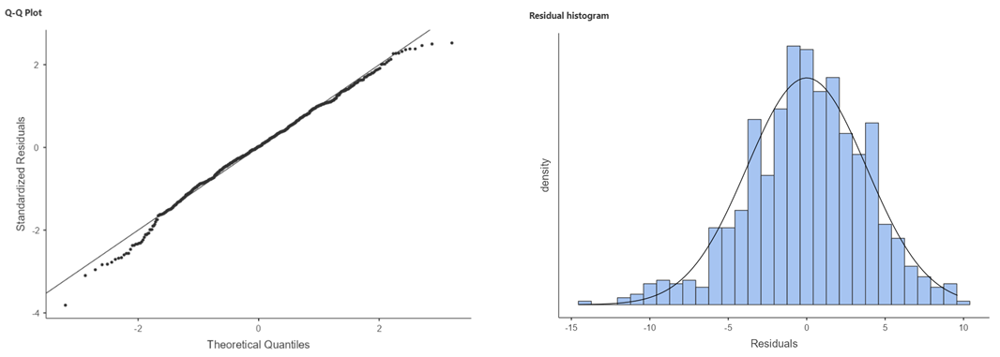 Q-Q Plot
Standardized Residuals
2
0
-2
-4
-2
0
2
Theoretical Quantiles
Residual histogram
density
-15
-10
-5
0
5
10
Residuals